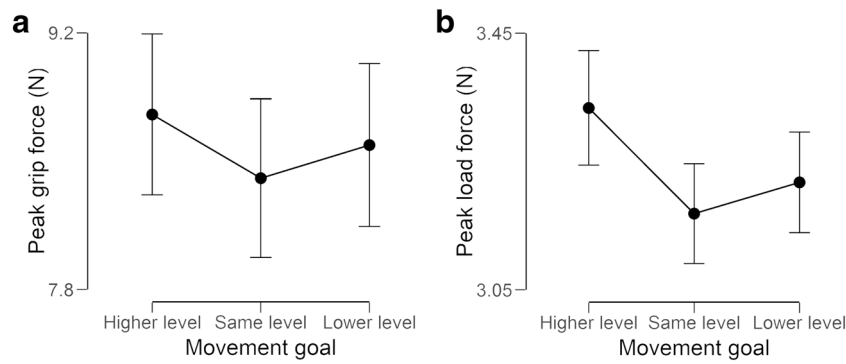 a
9.2
Peak grip force (N)
7.8
Higher level Same level Lower level
Movement goal
b
3.45
Peak load force (N)
3.05
Higher level Same level Lower level
Movement goal